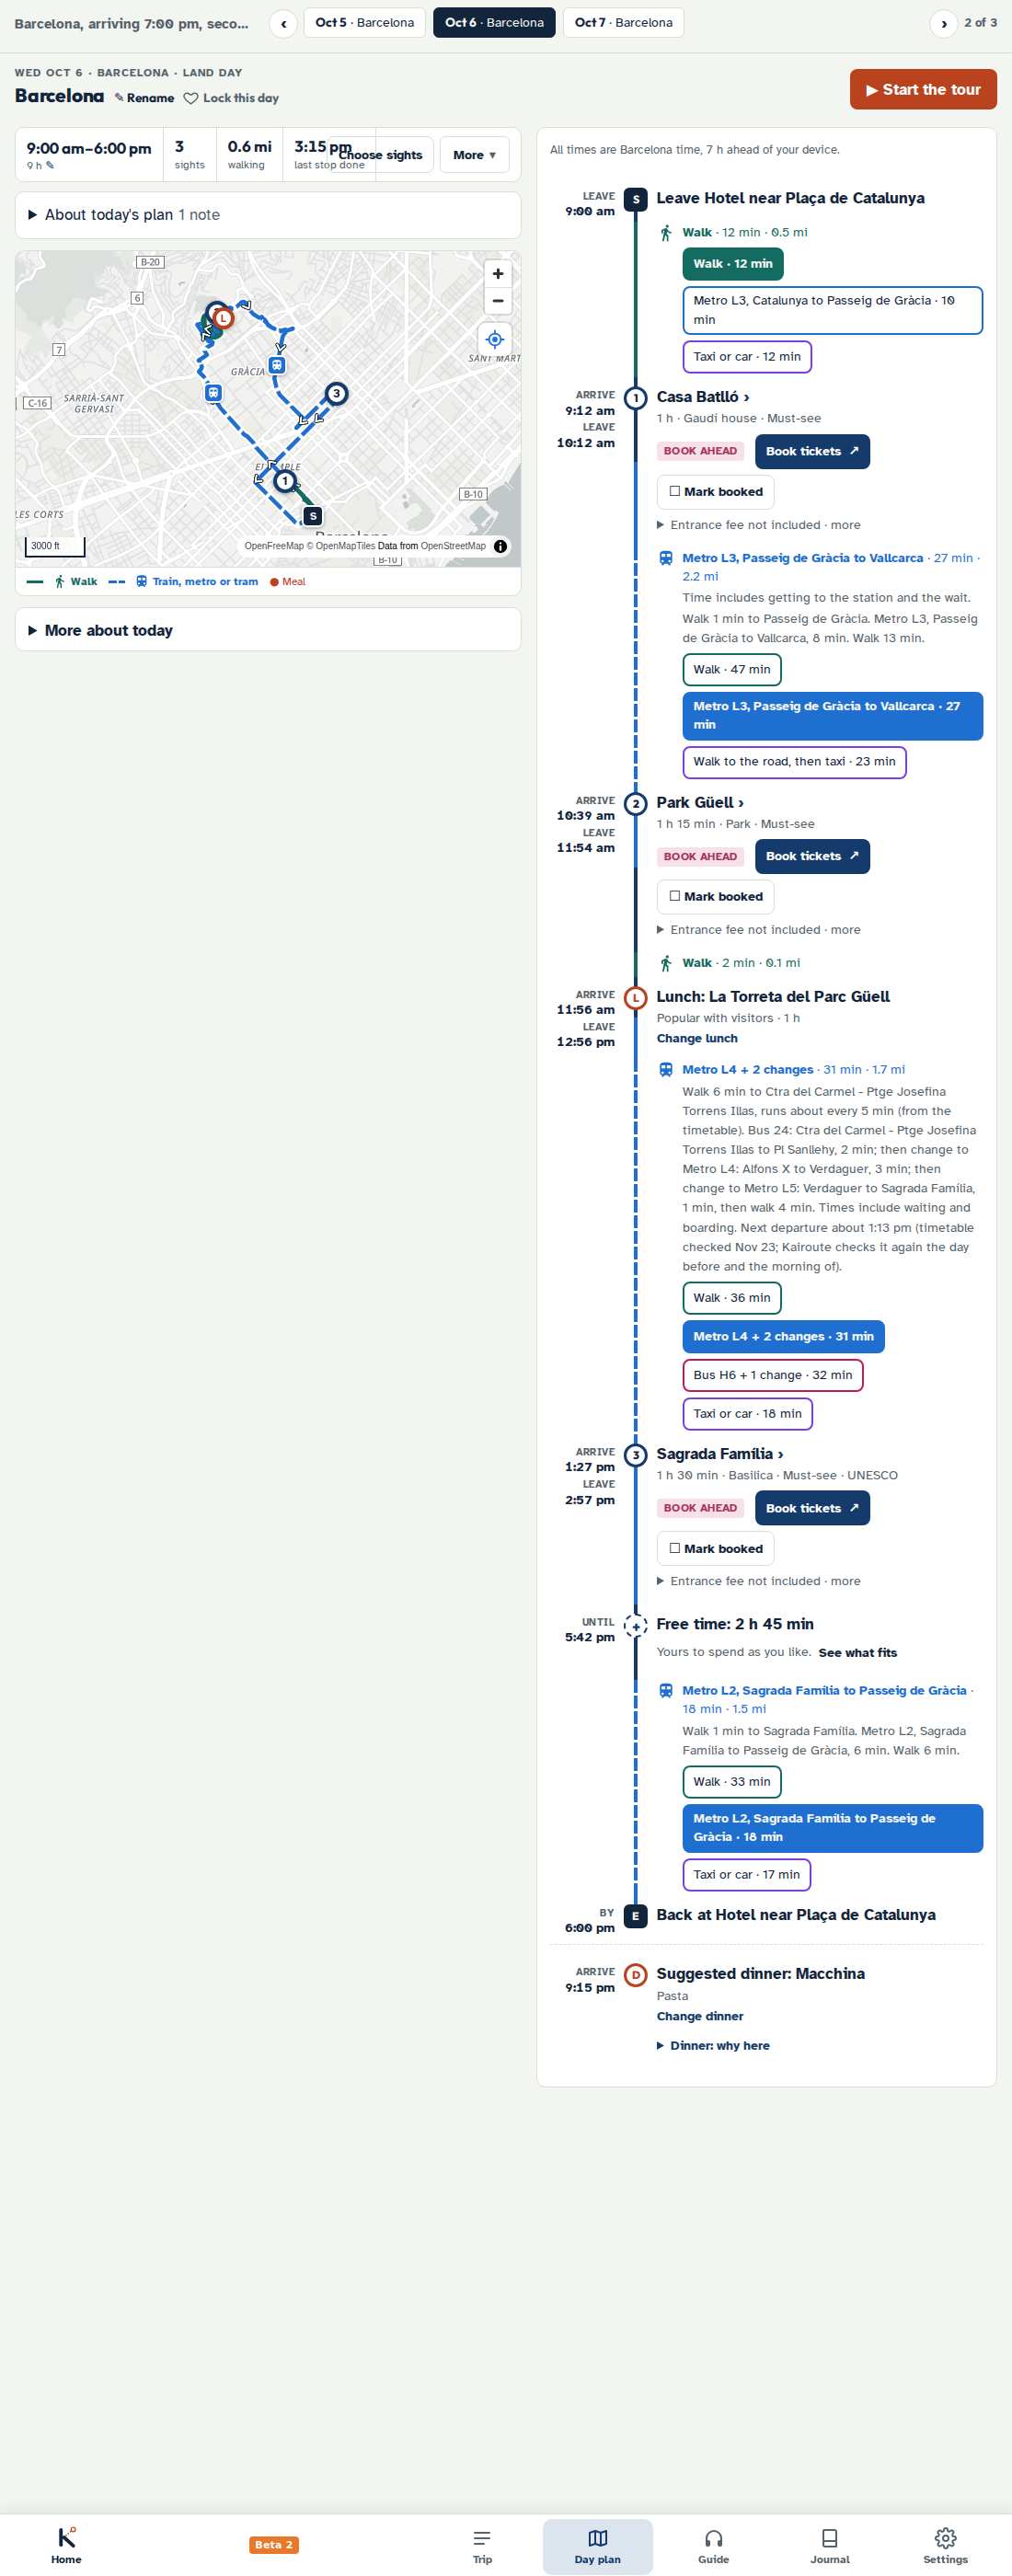 Barcelona, arriving 7:00 pm, seco...
‹
Oct 5 · Barcelona
Oct 6 · Barcelona
Oct 7 · Barcelona
›
2 of 3
WED OCT 6 · BARCELONA · LAND DAY
Barcelona
✎ Rename
Lock this day
▶ Start the tour
9:00 am–6:00 pm
9 h ✎
3
sights
0.6 mi
walking
3:15 pm
last stop done
Choose sights
More ▾
▶ About today's plan 1 note
B-20
6
7
C-16
SARRIÀ-SANT
GERVASI
GRÀCIA
SANT MART
LES CORTS
B-10
B-10
L
3
1
S
+
−
3000 ft
OpenFreeMap © OpenMapTiles Data from OpenStreetMap
Walk
Train, metro or tram
Meal
▶ More about today
All times are Barcelona time, 7 h ahead of your device.
LEAVE
9:00 am
S
Leave Hotel near Plaça de Catalunya
Walk · 12 min · 0.5 mi
Walk · 12 min
Metro L3, Catalunya to Passeig de Gràcia · 10
min
Taxi or car · 12 min
ARRIVE
9:12 am
LEAVE
10:12 am
1
Casa Batlló ›
1 h · Gaudí house · Must-see
BOOK AHEAD
Book tickets ↗
☐ Mark booked
▶ Entrance fee not included · more
Metro L3, Passeig de Gràcia to Vallcarca · 27 min ·
2.2 mi
Time includes getting to the station and the wait.
Walk 1 min to Passeig de Gràcia. Metro L3, Passeig
de Gràcia to Vallcarca, 8 min. Walk 13 min.
Walk · 47 min
Metro L3, Passeig de Gràcia to Vallcarca · 27
min
Walk to the road, then taxi · 23 min
ARRIVE
10:39 am
LEAVE
11:54 am
2
Park Güell ›
1 h 15 min · Park · Must-see
BOOK AHEAD
Book tickets ↗
☐ Mark booked
▶ Entrance fee not included · more
Walk · 2 min · 0.1 mi
ARRIVE
11:56 am
LEAVE
12:56 pm
L
Lunch: La Torreta del Parc Güell
Popular with visitors · 1 h
Change lunch
Metro L4 + 2 changes · 31 min · 1.7 mi
Walk 6 min to Ctra del Carmel - Ptge Josefina
Torrens Illas, runs about every 5 min (from the
timetable). Bus 24: Ctra del Carmel - Ptge Josefina
Torrens Illas to Pl Sanllehy, 2 min; then change to
Metro L4: Alfons X to Verdaguer, 3 min; then
change to Metro L5: Verdaguer to Sagrada Família,
1 min, then walk 4 min. Times include waiting and
boarding. Next departure about 1:13 pm (timetable
checked Nov 23; Kairoute checks it again the day
before and the morning of).
Walk · 36 min
Metro L4 + 2 changes · 31 min
Bus H6 + 1 change · 32 min
Taxi or car · 18 min
ARRIVE
1:27 pm
LEAVE
2:57 pm
3
Sagrada Família ›
1 h 30 min · Basilica · Must-see · UNESCO
BOOK AHEAD
Book tickets ↗
☐ Mark booked
▶ Entrance fee not included · more
UNTIL
5:42 pm
+
Free time: 2 h 45 min
Yours to spend as you like. See what fits
Metro L2, Sagrada Família to Passeig de Gràcia ·
18 min · 1.5 mi
Walk 1 min to Sagrada Família. Metro L2, Sagrada
Família to Passeig de Gràcia, 6 min. Walk 6 min.
Walk · 33 min
Metro L2, Sagrada Família to Passeig de
Gràcia · 18 min
Taxi or car · 17 min
BY
6:00 pm
E
Back at Hotel near Plaça de Catalunya
ARRIVE
9:15 pm
D
Suggested dinner: Macchina
Pasta
Change dinner
▶ Dinner: why here
Home
Beta 2
Trip
Day plan
Guide
Journal
Settings